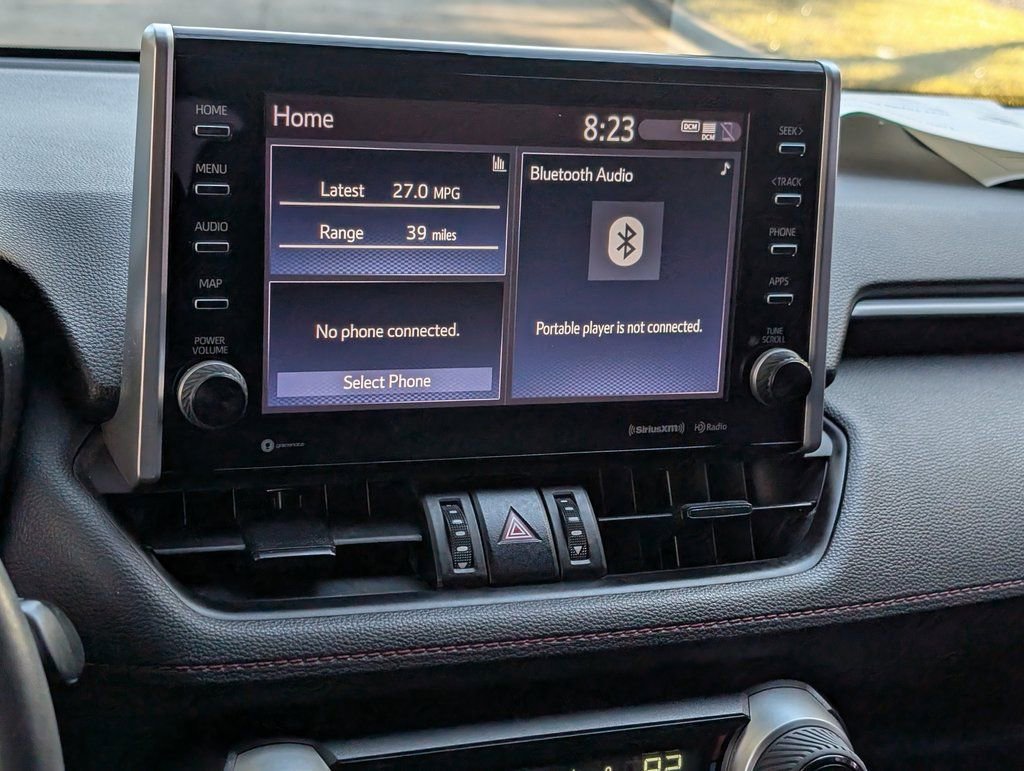 HOME
MENU
AUDIO
MAP
POWER
VOLUME
Home
8:23
DCM
DCM
Latest 27.0 MPG
Range 39 miles
No phone connected.
Select Phone
Bluetooth Audio
Portable player is not connected.
SEEK>
<TRACK
PHONE
APPS
TUNE
SCROLL
gracenote
((SiriusXM))
HD Radio